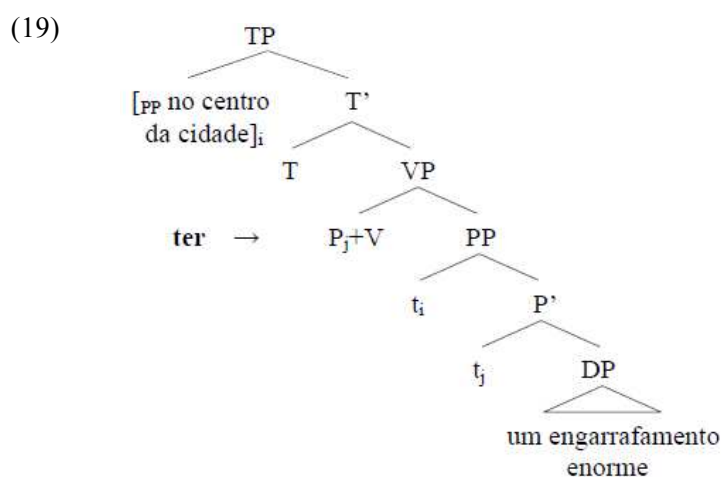 (19)
TP
[PP no centro
da cidade]i
T’
T
VP
ter → Pj+V
PP
ti
P’
tj
DP
um engarrafamento
enorme